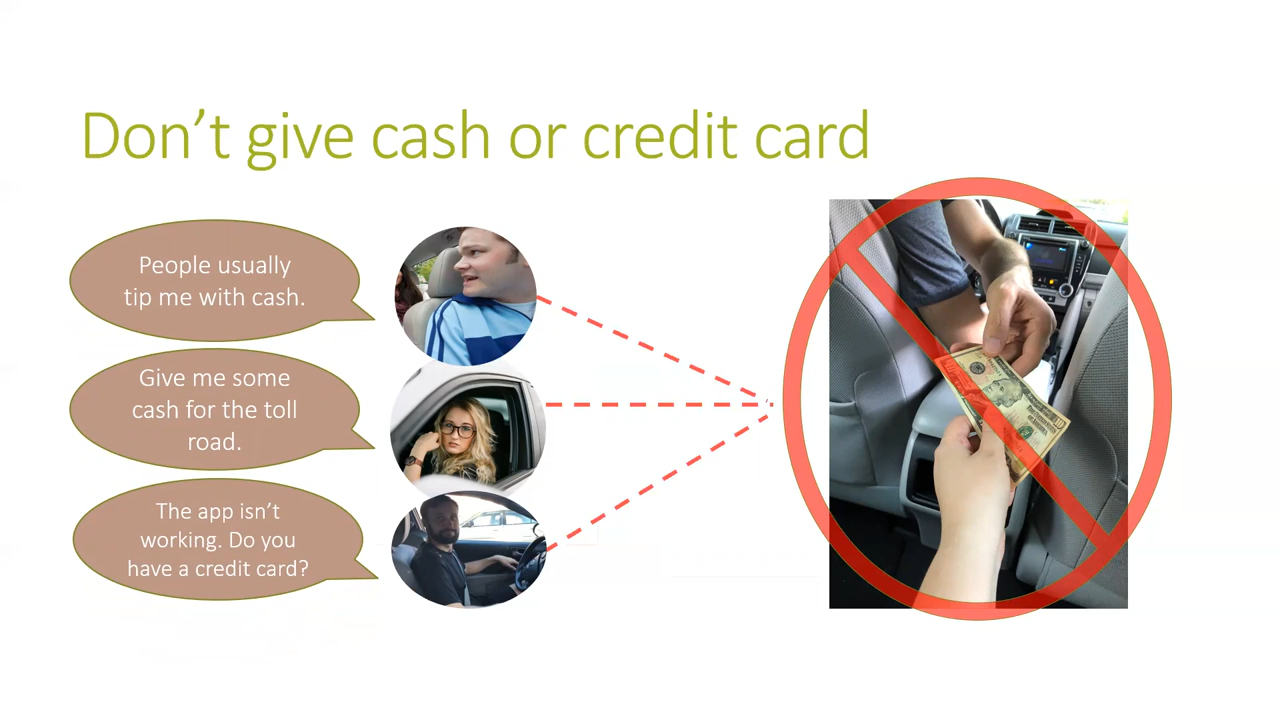 Don’t give cash or credit card
People usually
tip me with cash.
Give me some
cash for the toll
road.
The app isn’t
working. Do you
have a credit card?